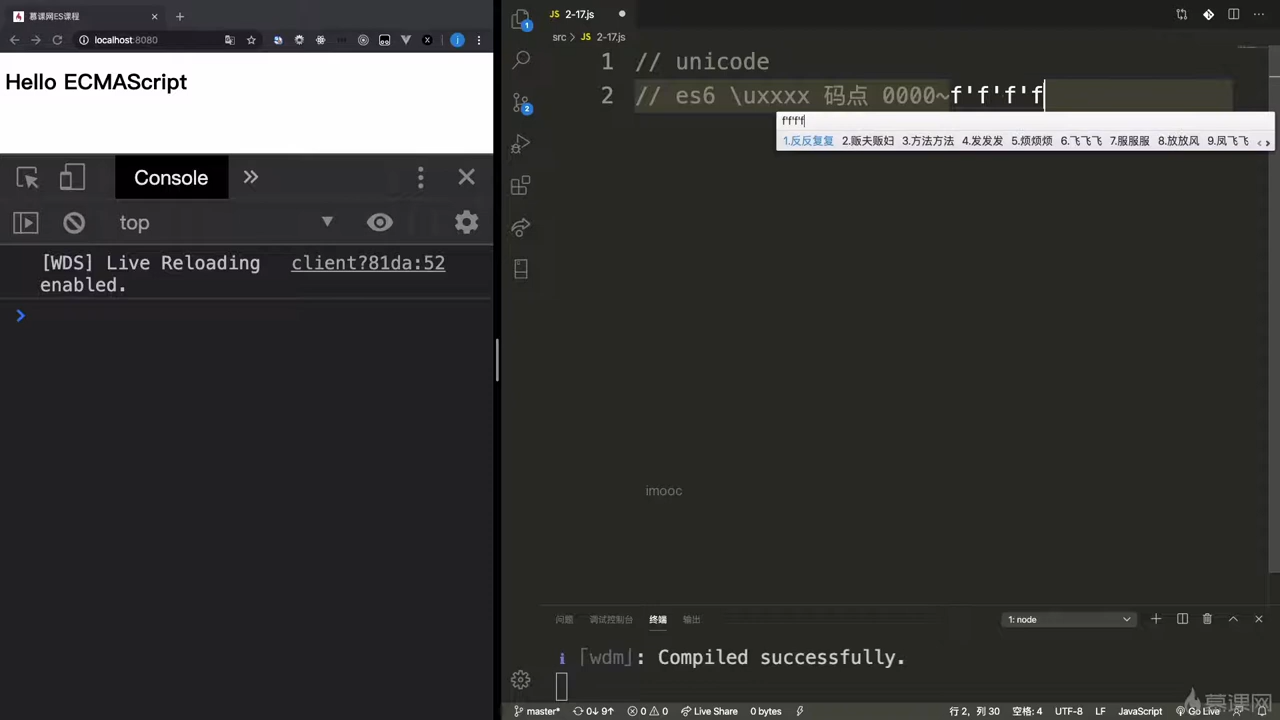 慕课网ES课程
localhost:8080
Hello ECMAScript
Console
top
[WDS] Live Reloading enabled.
client?81da:52
JS 2-17.js
src > JS 2-17.js
1 // unicode
2 // es6 \uxxxx 码点 0000~f'f'f'f
f'f'f'f
1.反反复复 2.贩夫贩妇 3.方法方法 4.发发发 5.烦烦烦 6.飞飞飞 7.服服服 8.放放风 9.凤飞飞
imooc
问题 调试控制台 终端 输出
1: node
i ｢wdm｣: Compiled successfully.
master* 0↓ 9↑ 0 0 Live Share 0 bytes
行 2，列 30 空格: 4 UTF-8 LF JavaScript Go Live
慕课网